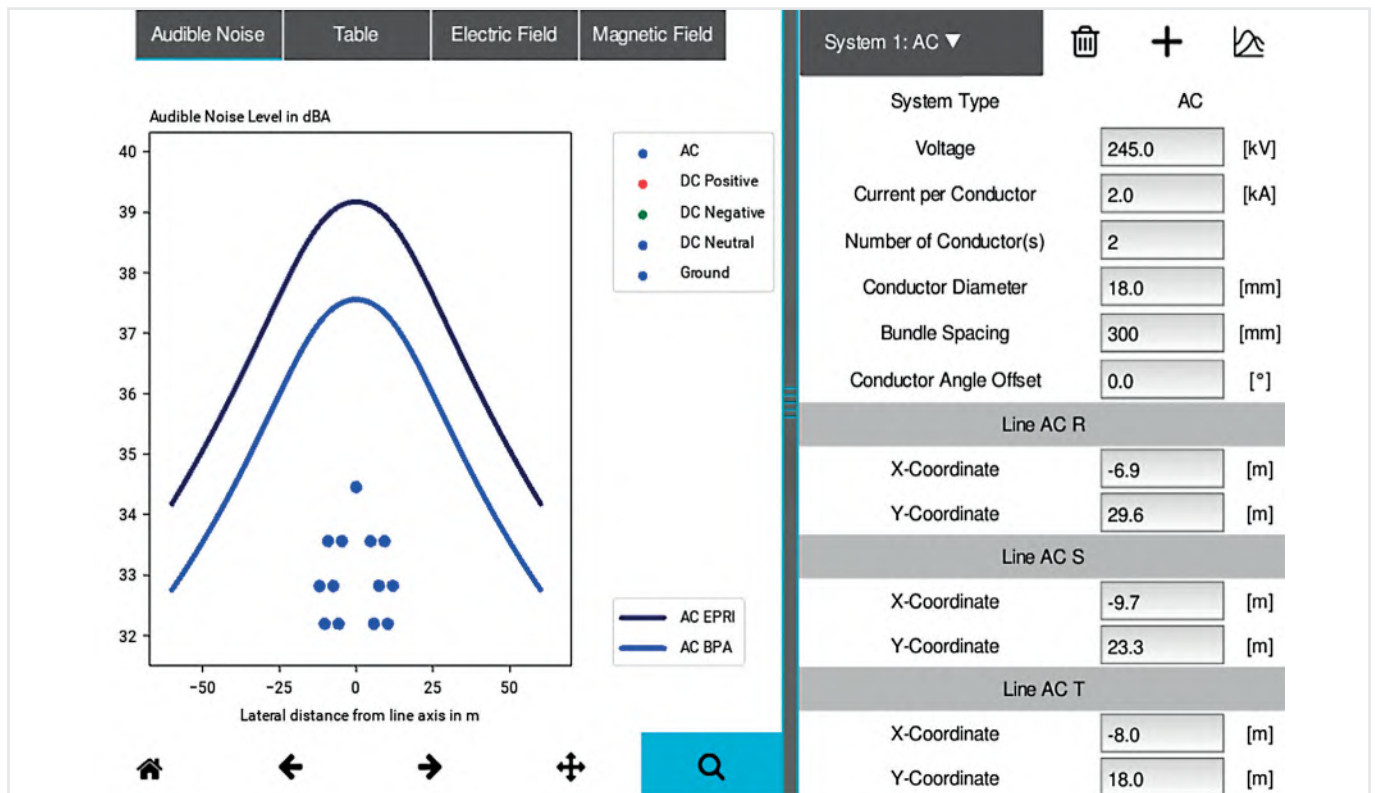 Audible Noise Table Electric Field Magnetic Field
Audible Noise Level in dBA
40
39
38
37
36
35
34
33
32
−50 −25 0 25 50
Lateral distance from line axis in m
AC
DC Positive
DC Negative
DC Neutral
Ground
AC EPRI
AC BPA
System 1: AC ▼
System Type AC
Voltage 245.0 [kV]
Current per Conductor 2.0 [kA]
Number of Conductor(s) 2
Conductor Diameter 18.0 [mm]
Bundle Spacing 300 [mm]
Conductor Angle Offset 0.0 [°]
Line AC R
X-Coordinate -6.9 [m]
Y-Coordinate 29.6 [m]
Line AC S
X-Coordinate -9.7 [m]
Y-Coordinate 23.3 [m]
Line AC T
X-Coordinate -8.0 [m]
Y-Coordinate 18.0 [m]